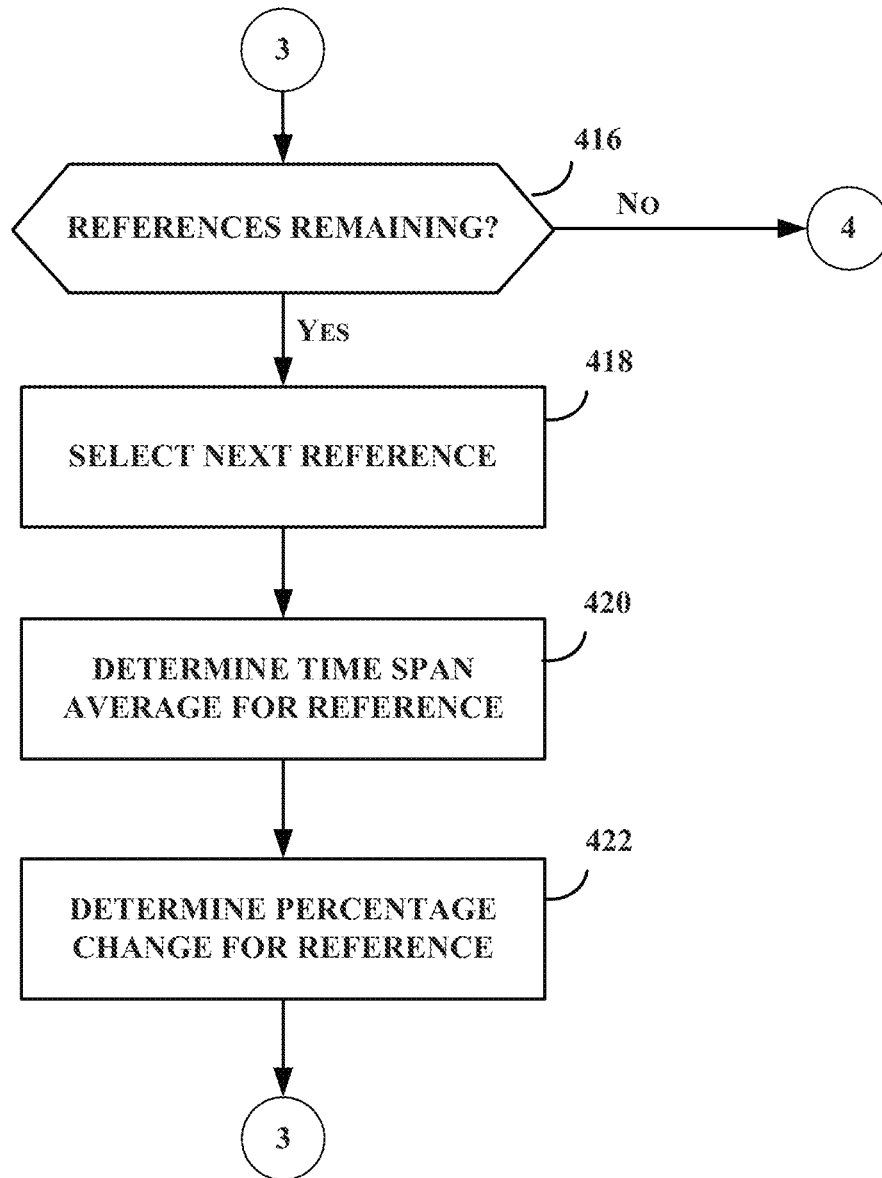 3
416
REFERENCES REMAINING?
NO
4
YES
418
SELECT NEXT REFERENCE
420
DETERMINE TIME SPAN
AVERAGE FOR REFERENCE
422
DETERMINE PERCENTAGE
CHANGE FOR REFERENCE
3